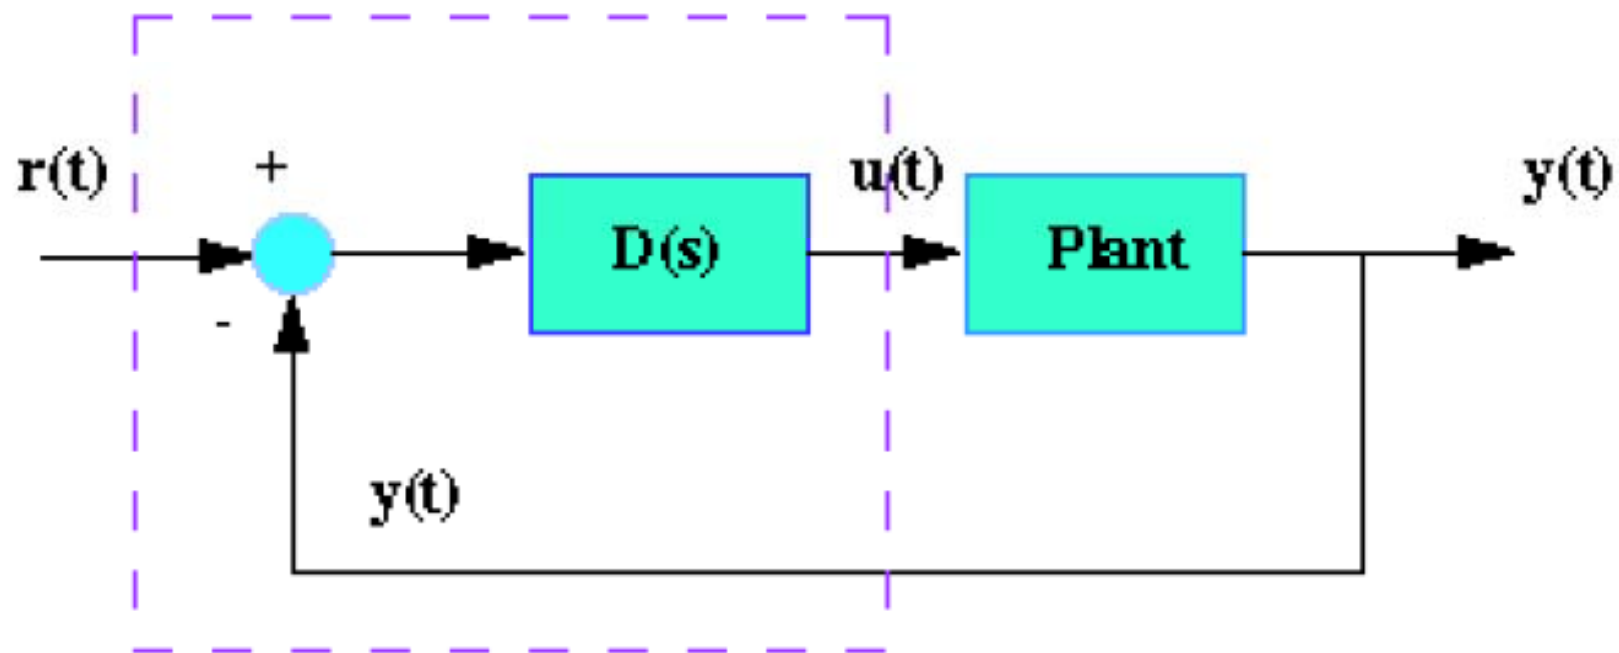 r(t)
+
-
D(s)
u(t)
Plant
y(t)
y(t)